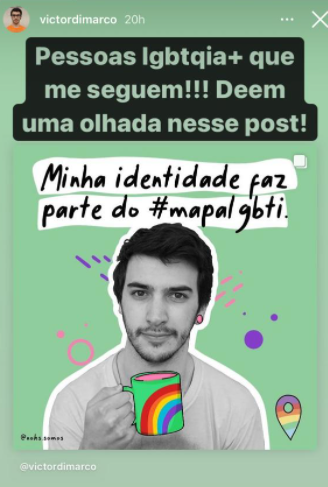 victordimarco 20h
Pessoas lgbtqia+ que
me seguem!!! Deem
uma olhada nesse post!
Minha identidade faz
parte do #mapalgbti.
@nohs.somos
@victordimarco